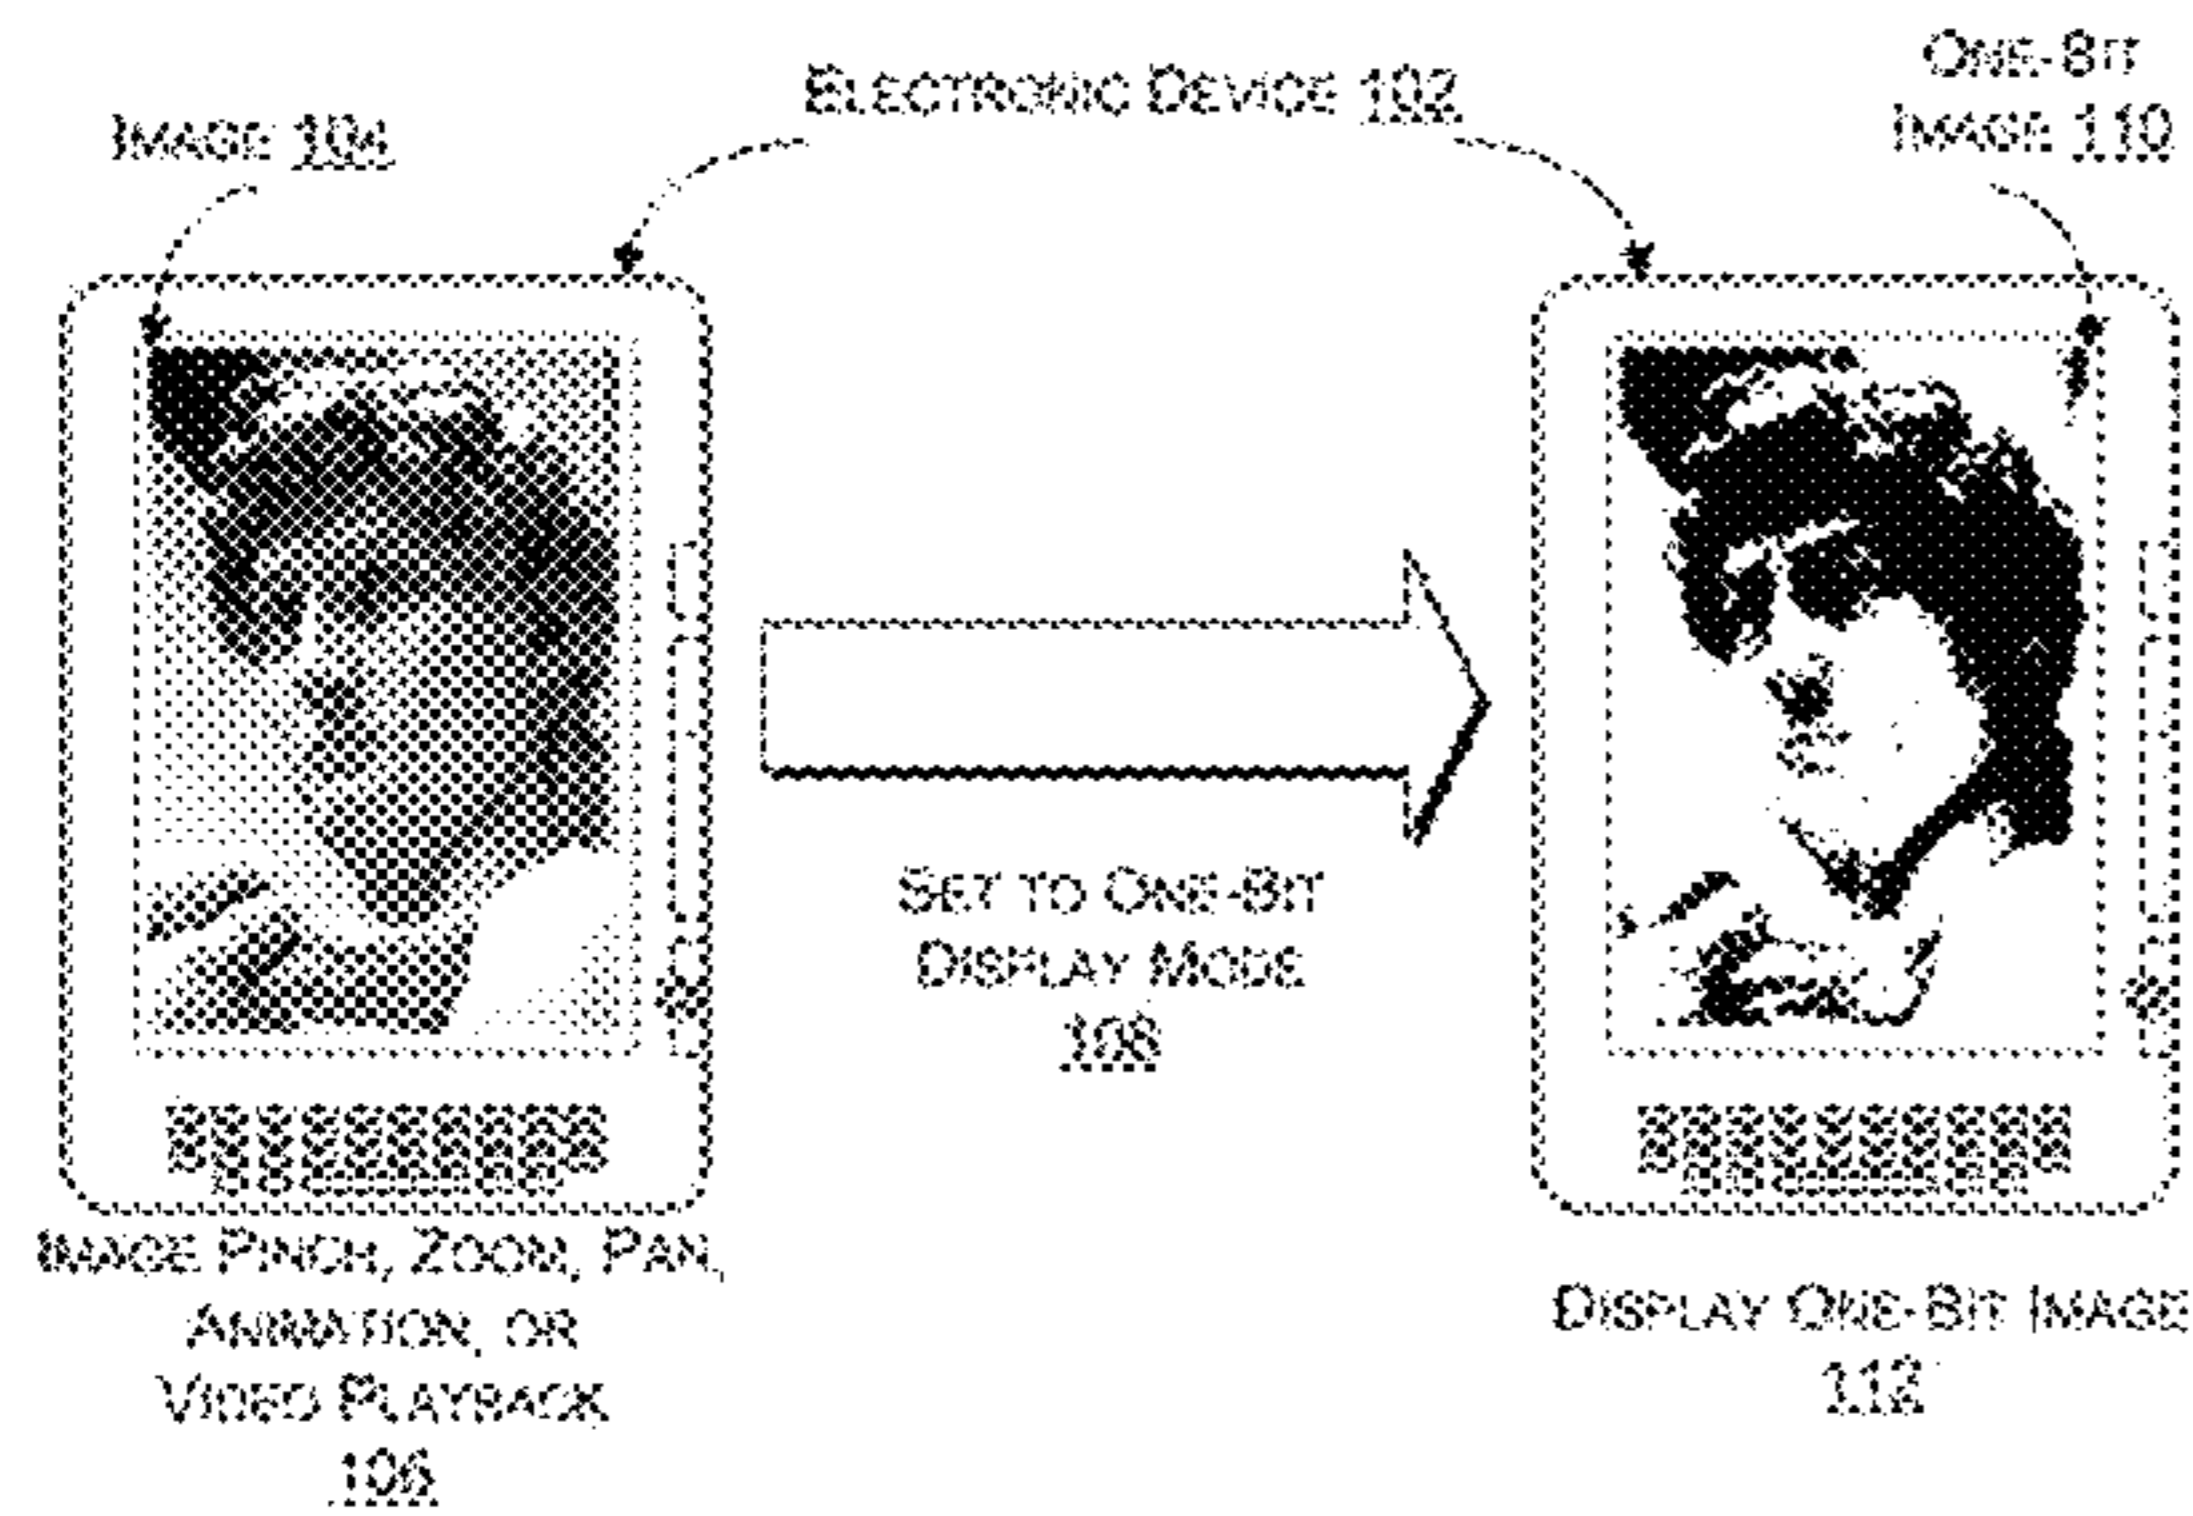 IMAGE 104
ELECTRONIC DEVICE 102
ONE-BIT
IMAGE 110
SET TO ONE-BIT
DISPLAY MODE
108
IMAGE PINCH, ZOOM, PAN,
ANIMATION, OR
VIDEO PLAYBACK
106
DISPLAY ONE-BIT IMAGE
112